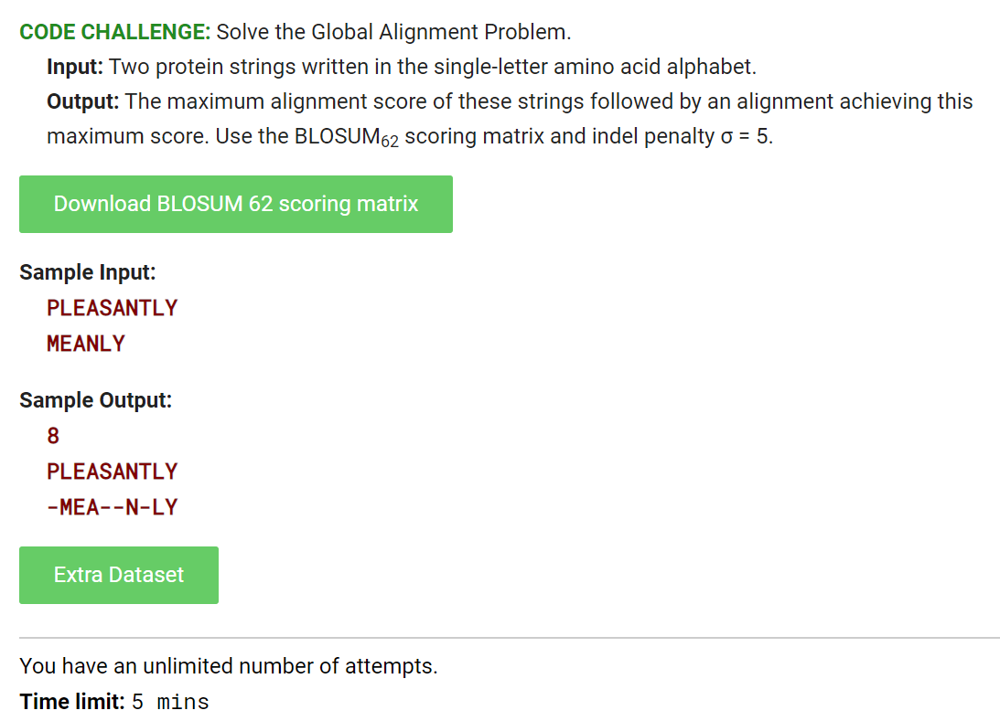 CODE CHALLENGE: Solve the Global Alignment Problem.
Input: Two protein strings written in the single-letter amino acid alphabet.
Output: The maximum alignment score of these strings followed by an alignment achieving this
maximum score. Use the BLOSUM62 scoring matrix and indel penalty σ = 5.
Download BLOSUM 62 scoring matrix
Sample Input:
PLEASANTLY
MEANLY
Sample Output:
8
PLEASANTLY
-MEA--N-LY
Extra Dataset
You have an unlimited number of attempts.
Time limit: 5 mins